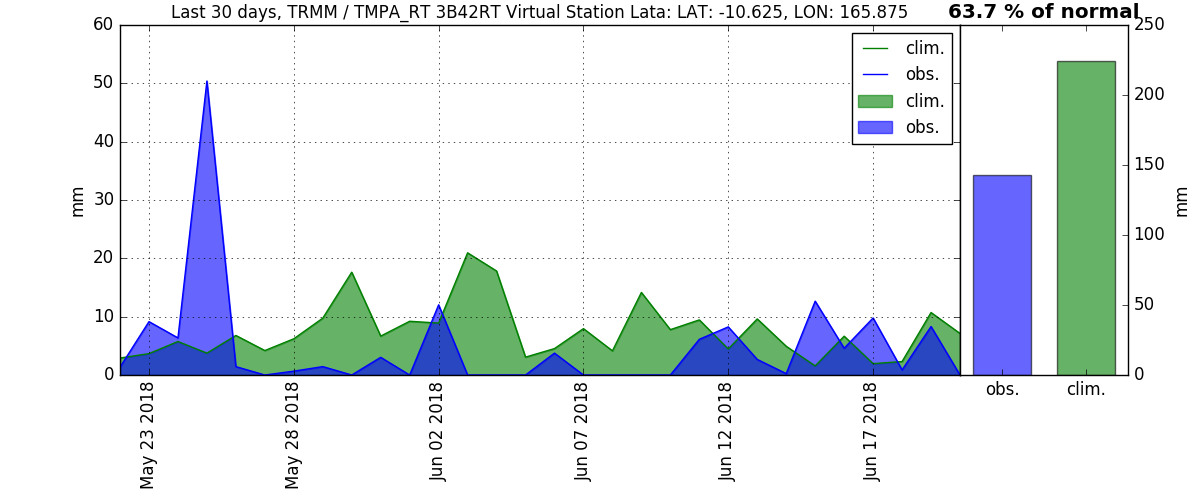 Last 30 days, TRMM / TMPA_RT 3B42RT Virtual Station Lata: LAT: -10.625, LON: 165.875
63.7 % of normal
60
50
40
30
20
10
0
mm
clim.
obs.
clim.
obs.
May 23 2018
May 28 2018
Jun 02 2018
Jun 07 2018
Jun 12 2018
Jun 17 2018
250
200
150
100
50
0
mm
obs.
clim.